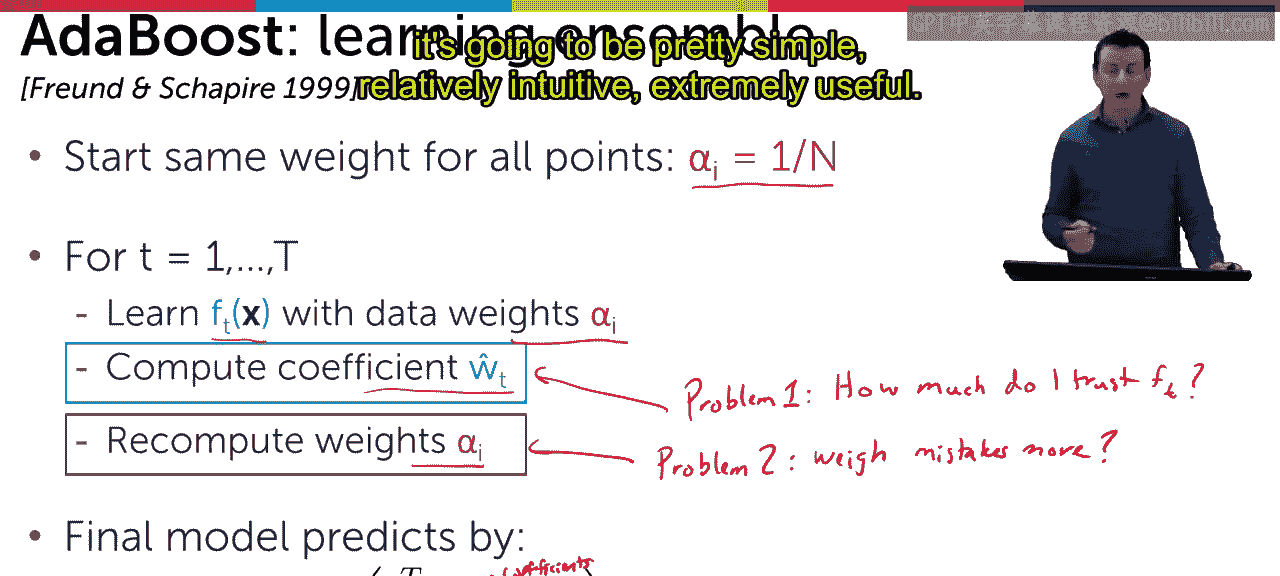 AdaBoost: learning ensemble
it's going to be pretty simple,
relatively intuitive, extremely useful.
[Freund & Schapire 1999]
• Start same weight for all points: αᵢ = 1/N
• For t = 1,...,T
- Learn fₜ(x) with data weights αᵢ
- Compute coefficient ŵₜ
Problem 1: How much do I trust fₜ?
- Recompute weights αᵢ
Problem 2: weigh mistakes more?
• Final model predicts by:
coefficients